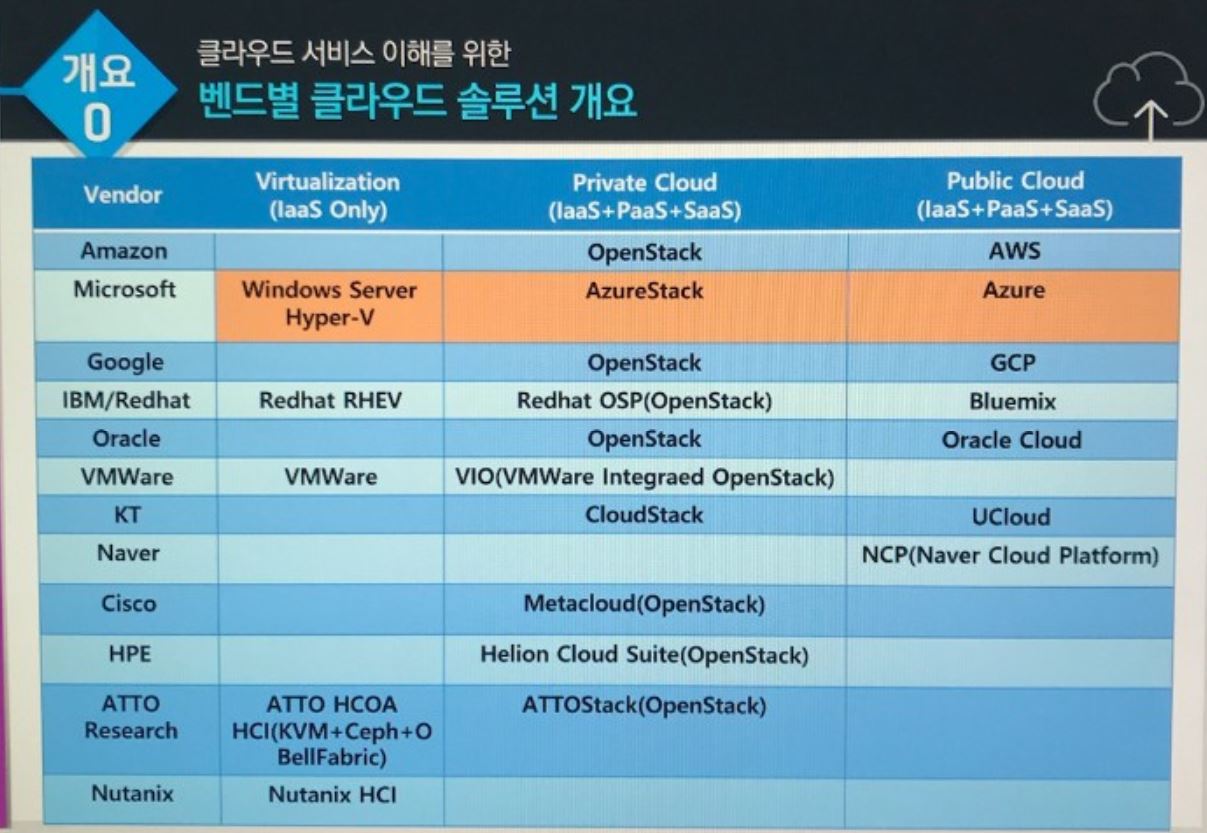 개요
0
클라우드 서비스 이해를 위한
벤드별 클라우드 솔루션 개요
Vendor
Virtualization
(IaaS Only)
Private Cloud
(IaaS+PaaS+SaaS)
Public Cloud
(IaaS+PaaS+SaaS)
Amazon
OpenStack
AWS
Microsoft
Windows Server
Hyper-V
AzureStack
Azure
Google
OpenStack
GCP
IBM/Redhat
Redhat RHEV
Redhat OSP(OpenStack)
Bluemix
Oracle
OpenStack
Oracle Cloud
VMWare
VMWare
VIO(VMWare Integraed OpenStack)
KT
CloudStack
UCloud
Naver
NCP(Naver Cloud Platform)
Cisco
Metacloud(OpenStack)
HPE
Helion Cloud Suite(OpenStack)
ATTO
Research
ATTO HCOA
HCI(KVM+Ceph+O
BellFabric)
ATTOStack(OpenStack)
Nutanix
Nutanix HCI